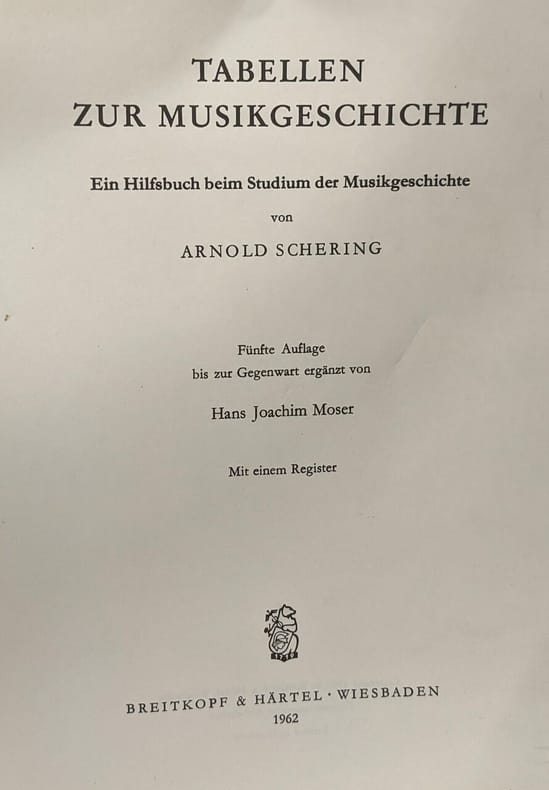 TABELLEN
ZUR MUSIKGESCHICHTE
Ein Hilfsbuch beim Studium der Musikgeschichte
von
ARNOLD SCHERING
Fünfte Auflage
bis zur Gegenwart ergänzt von
Hans Joachim Moser
Mit einem Register
BREITKOPF & HÄRTEL · WIESBADEN
1962